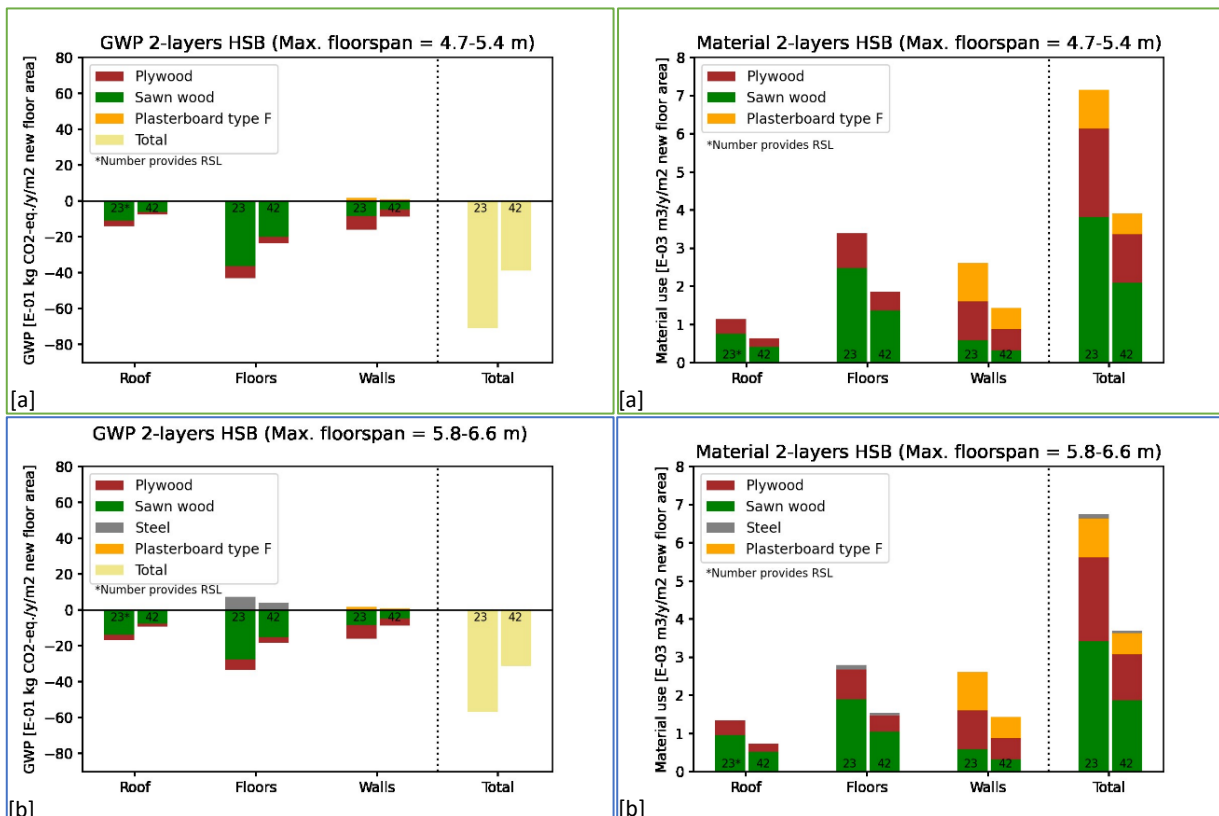 GWP 2-layers HSB (Max. floorspan = 4.7-5.4 m)
GWP [E-01 kg CO2-eq./y/m2 new floor area]
80
60
40
20
0
−20
−40
−60
−80
Plywood
Sawn wood
Plasterboard type F
Total
*Number provides RSL
23* 42 23 42 23 42 23 42
Roof Floors Walls Total
[a]
Material 2-layers HSB (Max. floorspan = 4.7-5.4 m)
Material use [E-03 m3/y/m2 new floor area]
8
7
6
5
4
3
2
1
0
Plywood
Sawn wood
Plasterboard type F
*Number provides RSL
23* 42 23 42 23 42 23 42
Roof Floors Walls Total
[a]
GWP 2-layers HSB (Max. floorspan = 5.8-6.6 m)
GWP [E-01 kg CO2-eq./y/m2 new floor area]
80
60
40
20
0
−20
−40
−60
−80
Plywood
Sawn wood
Steel
Plasterboard type F
Total
*Number provides RSL
23* 42 23 42 23 42 23 42
Roof Floors Walls Total
[b]
Material 2-layers HSB (Max. floorspan = 5.8-6.6 m)
Material use [E-03 m3/y/m2 new floor area]
8
7
6
5
4
3
2
1
0
Plywood
Sawn wood
Steel
Plasterboard type F
*Number provides RSL
23* 42 23 42 23 42 23 42
Roof Floors Walls Total
[b]